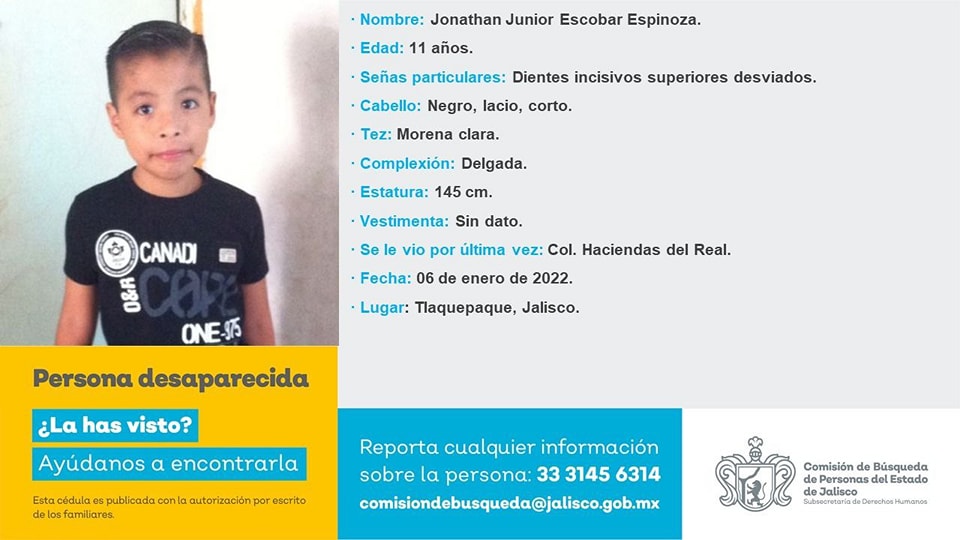 · Nombre: Jonathan Junior Escobar Espinoza.
· Edad: 11 años.
· Señas particulares: Dientes incisivos superiores desviados.
· Cabello: Negro, lacio, corto.
· Tez: Morena clara.
· Complexión: Delgada.
· Estatura: 145 cm.
· Vestimenta: Sin dato.
· Se le vio por última vez: Col. Haciendas del Real.
· Fecha: 06 de enero de 2022.
· Lugar: Tlaquepaque, Jalisco.
CANADI
O&R
COPE
ONE-975
Persona desaparecida
¿La has visto?
Ayúdanos a encontrarla
Esta cédula es publicada con la autorización por escrito
de los familiares.
Reporta cualquier información
sobre la persona: 33 3145 6314
comisiondebusqueda@jalisco.gob.mx
Comisión de Búsqueda
de Personas del Estado
de Jalisco
Subsecretaría de Derechos Humanos